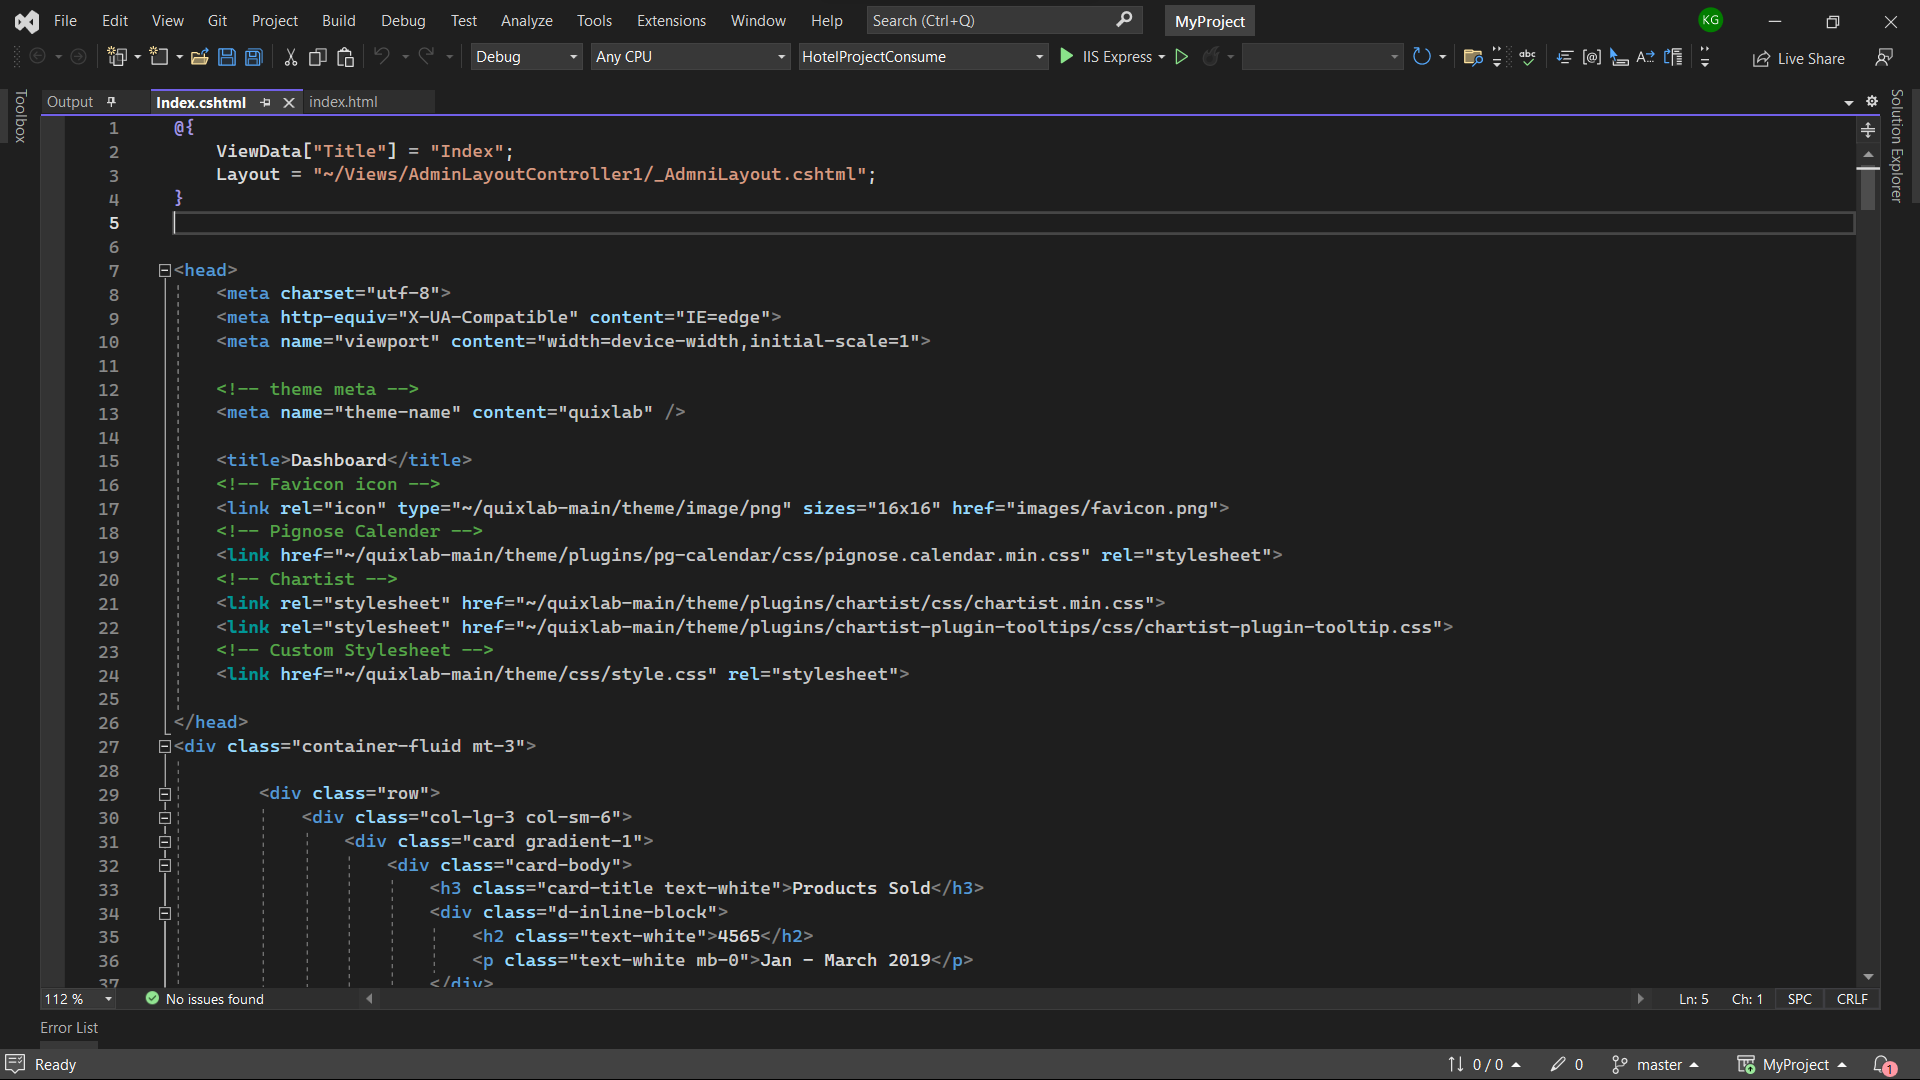 File Edit View Git Project Build Debug Test Analyze Tools Extensions Window Help Search (Ctrl+Q) MyProject KG
Debug Any CPU HotelProjectConsume IIS Express Live Share
Toolbox
Output Index.cshtml index.html
Solution Explorer
1 @{
2 ViewData["Title"] = "Index";
3 Layout = "~/Views/AdminLayoutController1/_AdmniLayout.cshtml";
4 }
5
6
7 <head>
8 <meta charset="utf-8">
9 <meta http-equiv="X-UA-Compatible" content="IE=edge">
10 <meta name="viewport" content="width=device-width,initial-scale=1">
11
12 <!-- theme meta -->
13 <meta name="theme-name" content="quixlab" />
14
15 <title>Dashboard</title>
16 <!-- Favicon icon -->
17 <link rel="icon" type="~/quixlab-main/theme/image/png" sizes="16x16" href="images/favicon.png">
18 <!-- Pignose Calender -->
19 <link href="~/quixlab-main/theme/plugins/pg-calendar/css/pignose.calendar.min.css" rel="stylesheet">
20 <!-- Chartist -->
21 <link rel="stylesheet" href="~/quixlab-main/theme/plugins/chartist/css/chartist.min.css">
22 <link rel="stylesheet" href="~/quixlab-main/theme/plugins/chartist-plugin-tooltips/css/chartist-plugin-tooltip.css">
23 <!-- Custom Stylesheet -->
24 <link href="~/quixlab-main/theme/css/style.css" rel="stylesheet">
25
26 </head>
27 <div class="container-fluid mt-3">
28
29 <div class="row">
30 <div class="col-lg-3 col-sm-6">
31 <div class="card gradient-1">
32 <div class="card-body">
33 <h3 class="card-title text-white">Products Sold</h3>
34 <div class="d-inline-block">
35 <h2 class="text-white">4565</h2>
36 <p class="text-white mb-0">Jan - March 2019</p>
37 </div>
112 % No issues found Ln: 5 Ch: 1 SPC CRLF
Error List
Ready 0 / 0 0 master MyProject 1